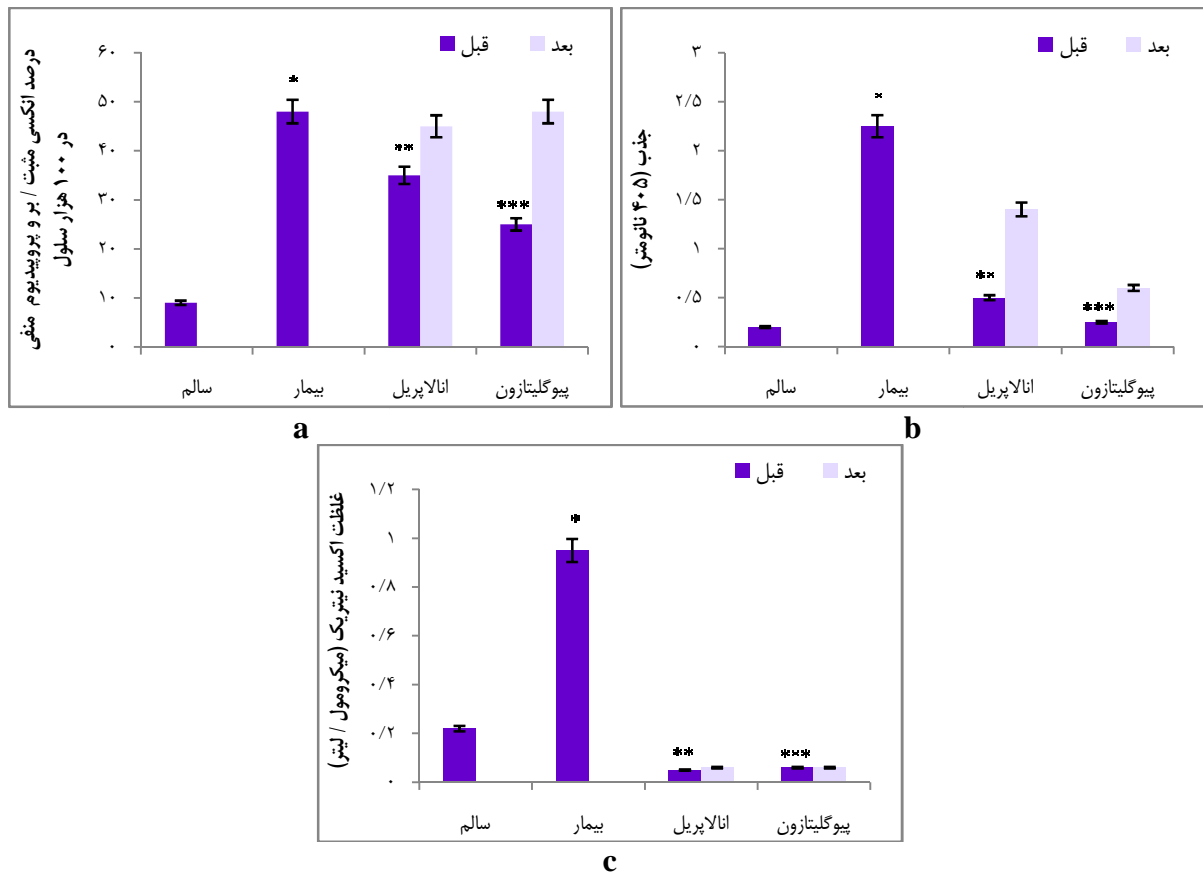 قبل بعد
درصد انکسی مثبت / بر و پروپیدیوم منفی
در ۱۰۰ هزار سلول
۶۰
۵۰
۴۰
۳۰
۲۰
۱۰
۰
*
**
***
سالم بیمار انالاپریل پیوگلیتازون
a
قبل بعد
جذب (۴۰۵ نانومتر)
۳
۲/۵
۲
۱/۵
۱
۰/۵
۰
*
**
***
سالم بیمار انالاپریل پیوگلیتازون
b
قبل بعد
غلظت اکسید نیتریک (میکرومول / لیتر)
۱/۲
۱
۰/۸
۰/۶
۰/۴
۰/۲
۰
*
**
***
سالم بیمار انالاپریل پیوگلیتازون
c